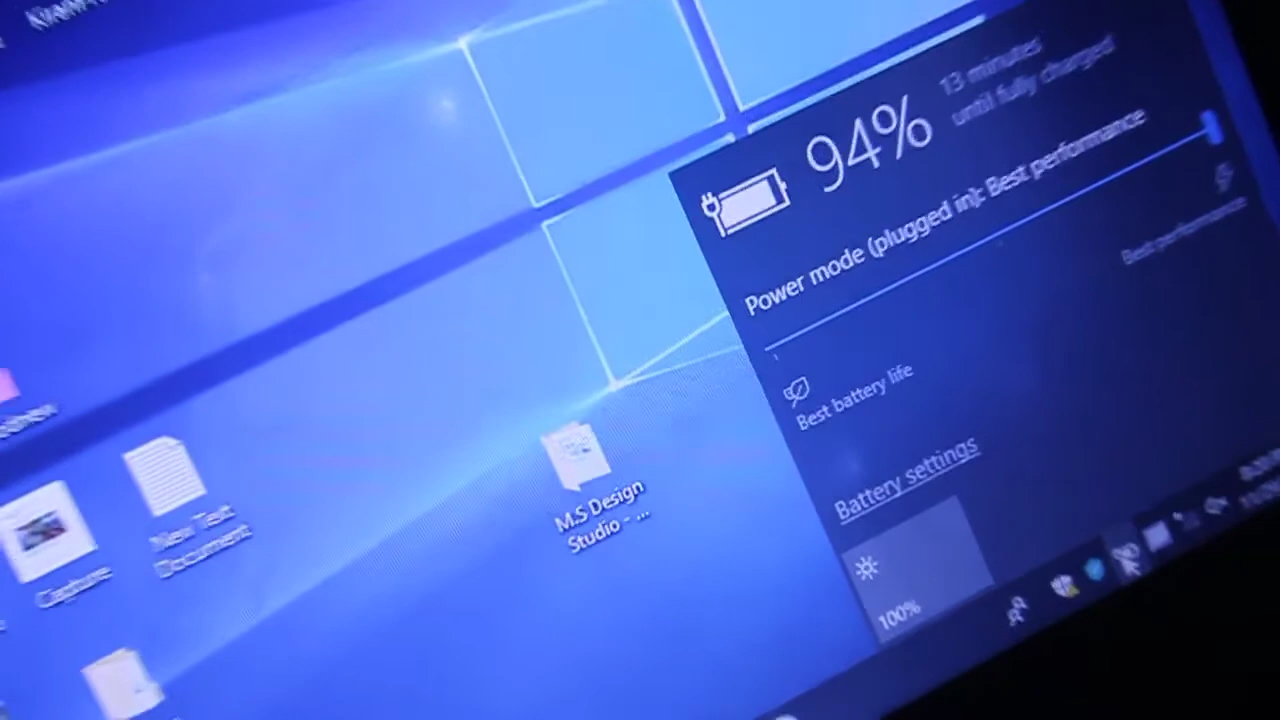 94%
13 minutes
until fully charged
Power mode (plugged in): Best performance
Best performance
Best battery life
Battery settings
100%
M.S Design
Studio - ...
New Text
Document
Capture